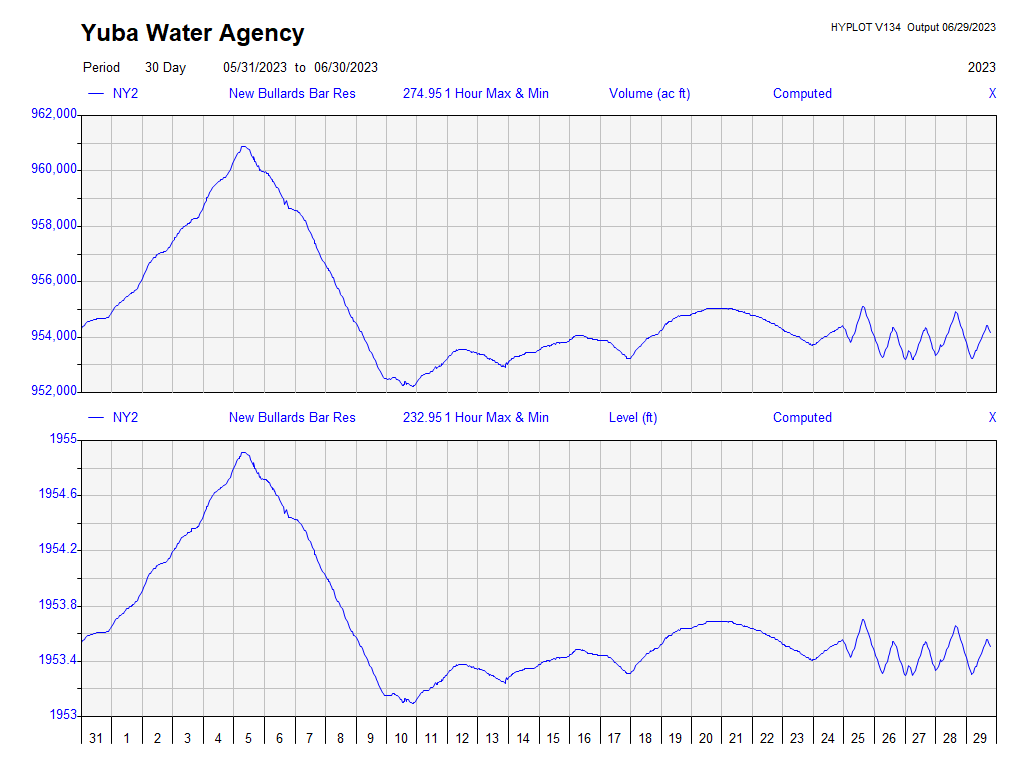 Yuba Water Agency
HYPLOT V134 Output 06/29/2023
Period 30 Day 05/31/2023 to 06/30/2023 2023
NY2 New Bullards Bar Res 274.95 1 Hour Max & Min Volume (ac ft) Computed X
962,000
960,000
958,000
956,000
954,000
952,000
NY2 New Bullards Bar Res 232.95 1 Hour Max & Min Level (ft) Computed X
1955
1954.6
1954.2
1953.8
1953.4
1953
31 1 2 3 4 5 6 7 8 9 10 11 12 13 14 15 16 17 18 19 20 21 22 23 24 25 26 27 28 29